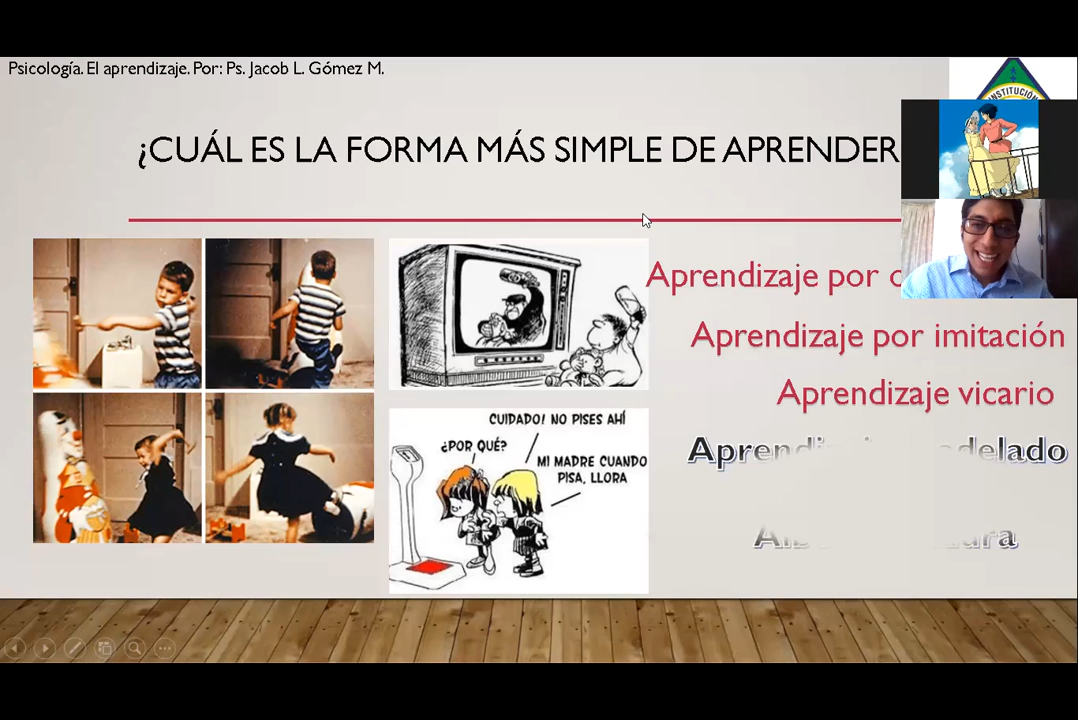 Psicología. El aprendizaje. Por: Ps. Jacob L. Gómez M.
INSTITUCIÓN
¿CUÁL ES LA FORMA MÁS SIMPLE DE APRENDER
Aprendizaje por
Aprendizaje por imitación
Aprendizaje vicario
CUIDADO! NO PISES AHÍ
¿POR QUÉ?
MI MADRE CUANDO
PISA, LLORA